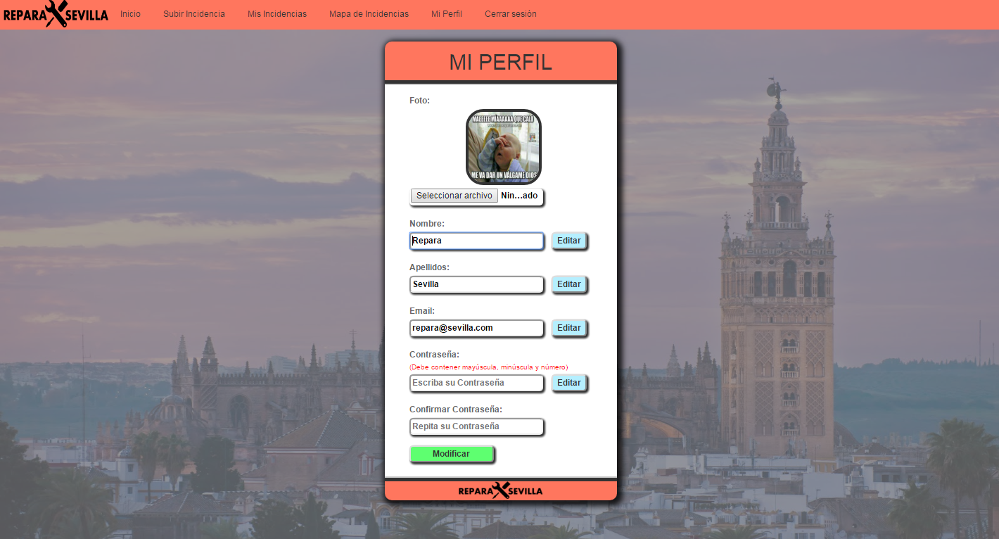 REPARA SEVILLA Inicio Subir Incidencia Mis Incidencias Mapa de Incidencias Mi Perfil Cerrar sesión
MI PERFIL
Foto:
MAEEEEE MÍAAAAAA QUE CALO
ME VA DAR UN VÁLGAME DIOS
Seleccionar archivo Nin...ado
Nombre:
Repara Editar
Apellidos:
Sevilla Editar
Email:
repara@sevilla.com Editar
Contraseña:
(Debe contener mayúscula, minúscula y número)
Escriba su Contraseña Editar
Confirmar Contraseña:
Repita su Contraseña
Modificar
REPARA SEVILLA